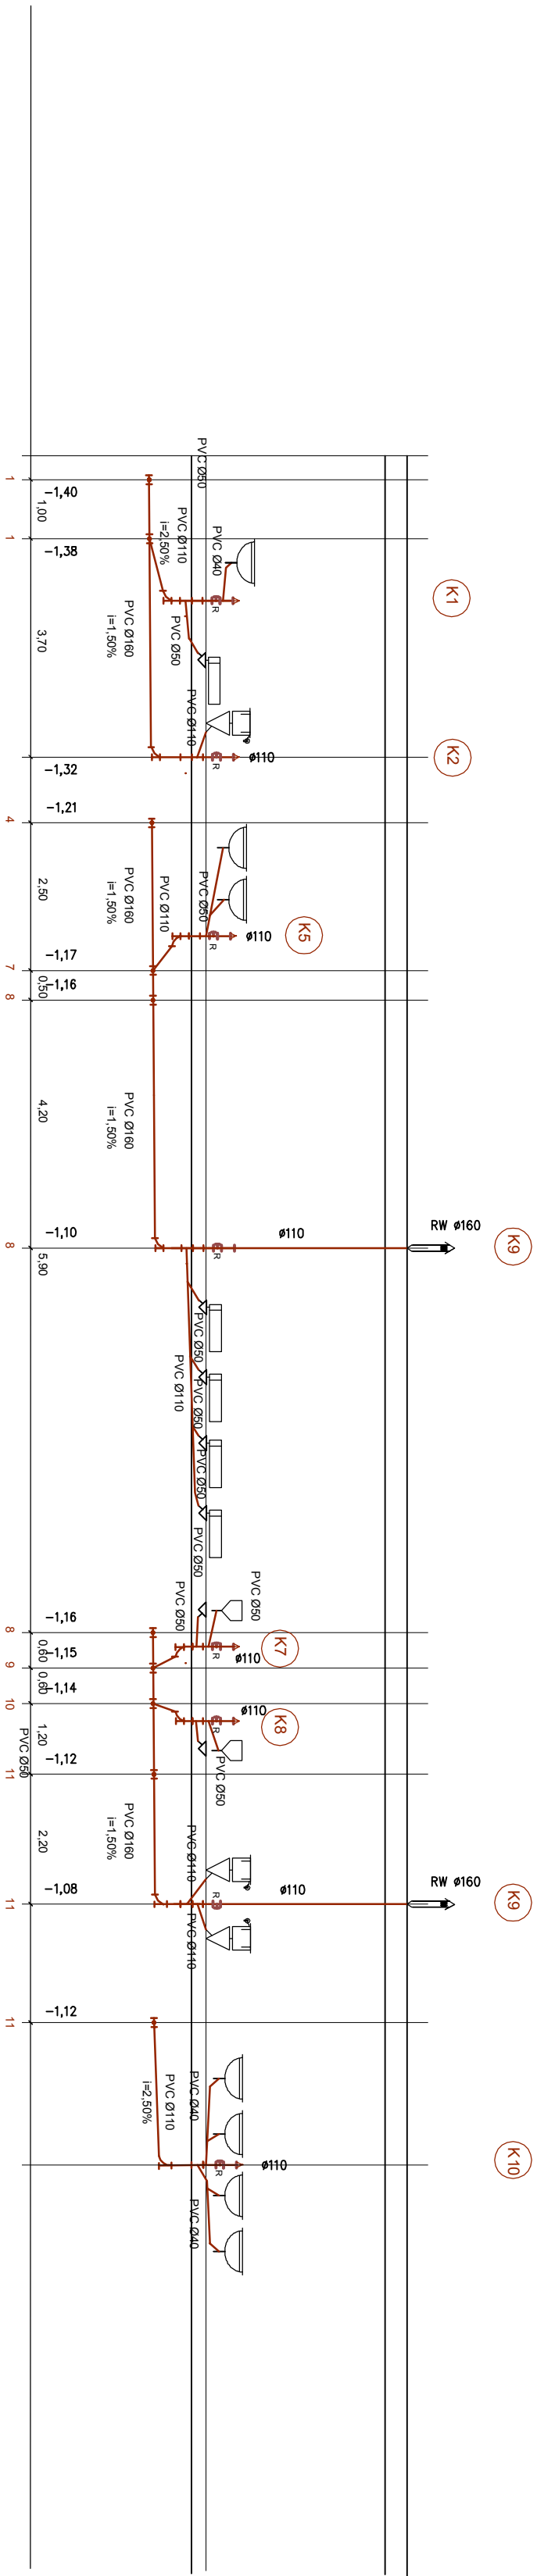 1
-1,40
1,00
PVC Ø50
1
-1,38
PVC Ø110
i=2,50%
PVC Ø40
R
K1
3,70
PVC Ø160
i=1,50%
PVC Ø50
PVC Ø110
R
ø110
K2
-1,32
-1,21
4
2,50
PVC Ø160
i=1,50%
PVC Ø110
PVC Ø50
R
ø110
K5
-1,17
7
0,50
-1,16
8
4,20
PVC Ø160
i=1,50%
-1,10
8
R
ø110
RW ø160
K9
5,90
PVC Ø110
PVC Ø50
PVC Ø50
PVC Ø50
PVC Ø50
-1,16
8
PVC Ø50
PVC Ø50
R
ø110
K7
0,60
-1,15
9
0,60
-1,14
10
R
ø110
K8
1,20
PVC Ø50
PVC Ø50
-1,12
11
2,20
PVC Ø160
i=1,50%
PVC Ø110
-1,08
11
R
ø110
RW ø160
K9
PVC Ø110
-1,12
11
PVC Ø110
i=2,50%
PVC Ø40
R
ø110
K10
PVC Ø40